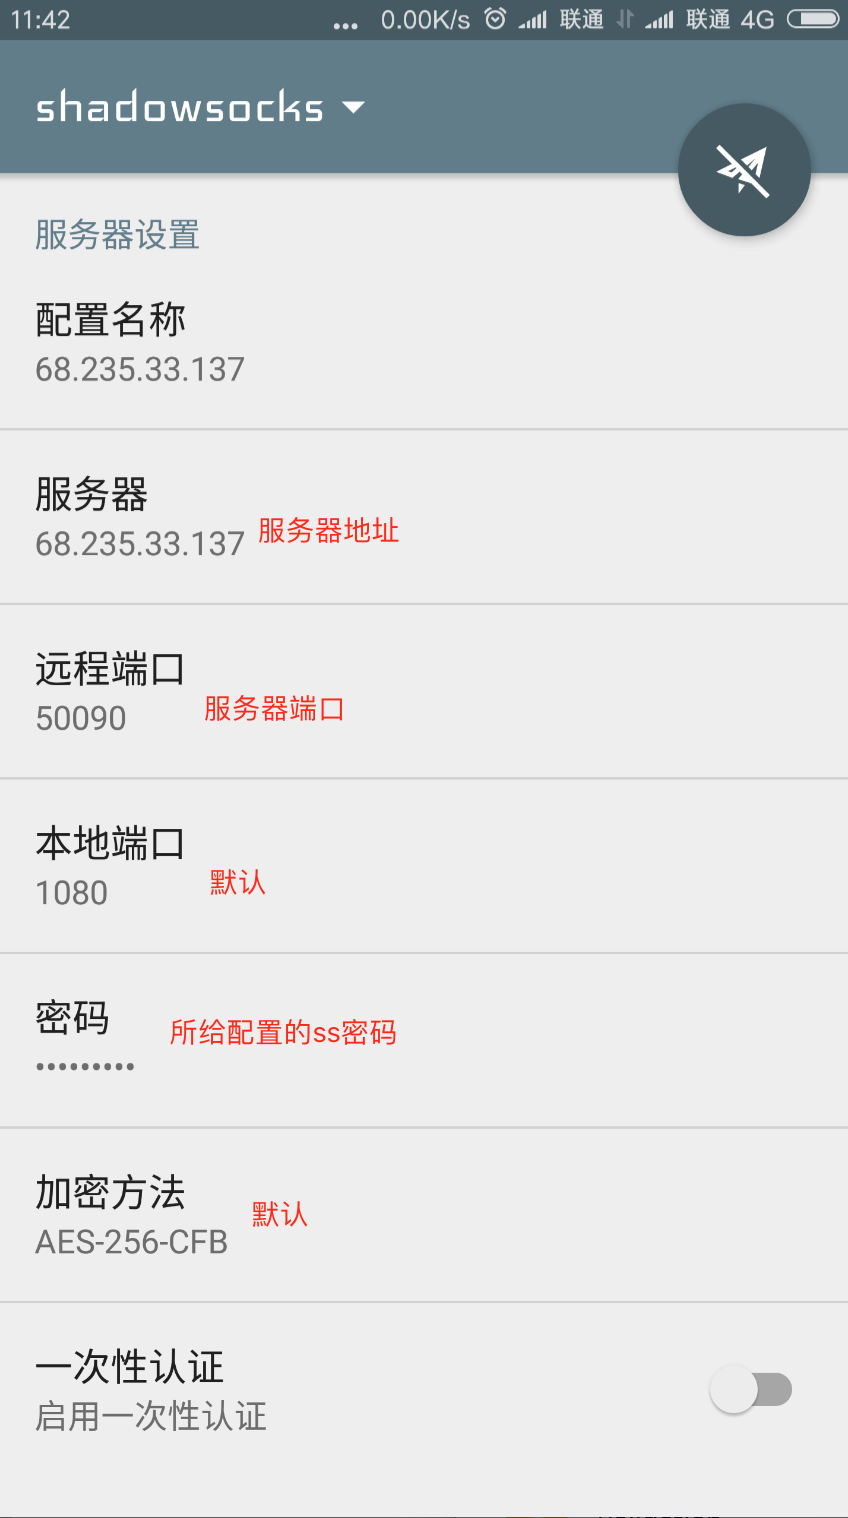 11:42 ... 0.00K/s 联通 联通 4G
shadowsocks
服务器设置
配置名称
68.235.33.137
服务器
68.235.33.137 服务器地址
远程端口
50090 服务器端口
本地端口
1080 默认
密码
所给配置的ss密码
•••••••••
加密方法
AES-256-CFB 默认
一次性认证
启用一次性认证